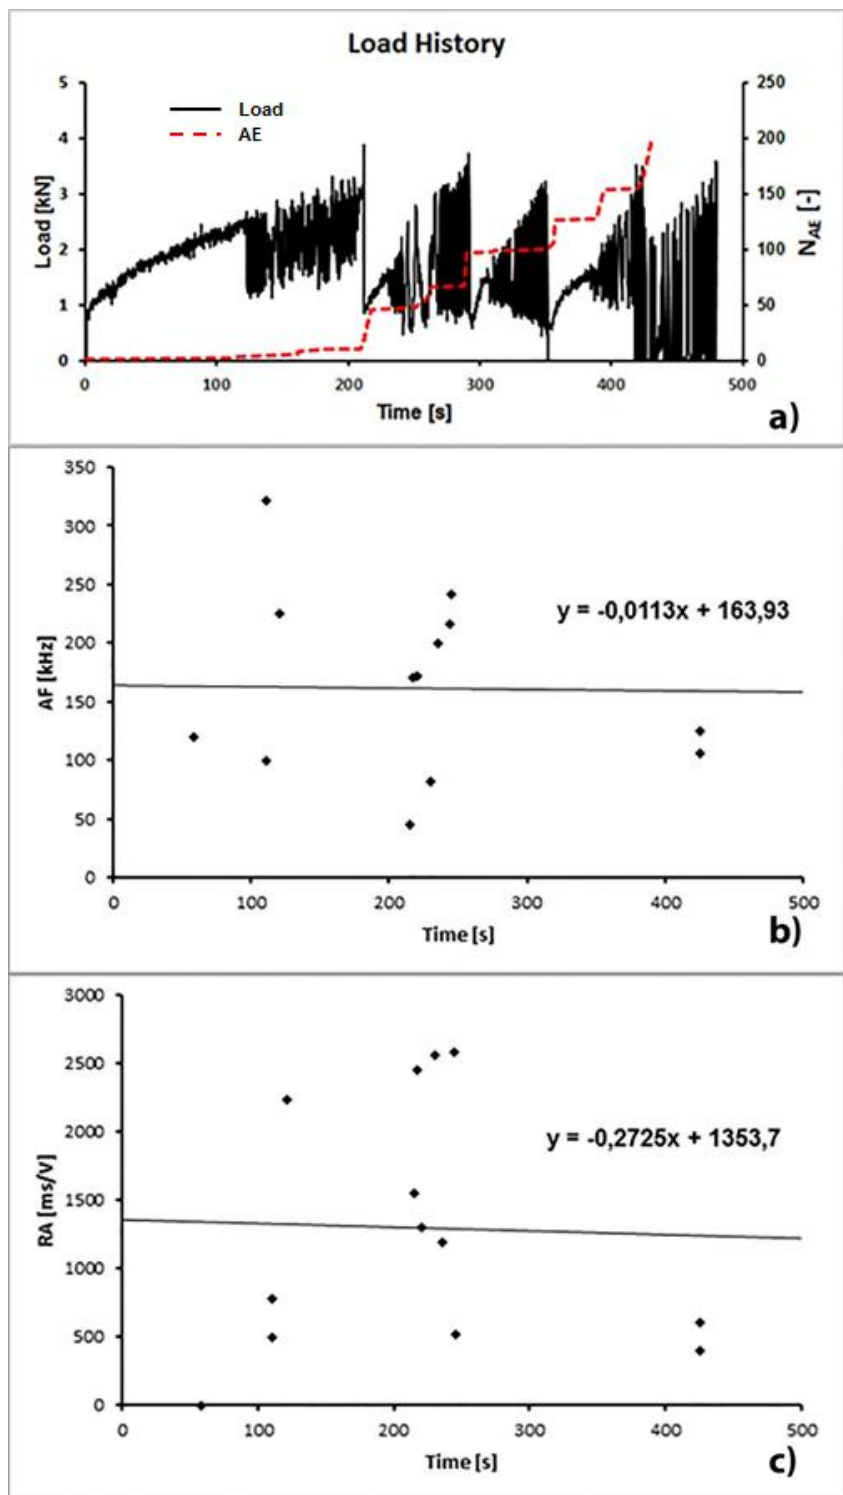 Load History
Load
AE
5
4
3
2
1
0
Load [kN]
250
200
150
100
50
0
NAE [-]
0 100 200 300 400 500
Time [s]
a)
350
300
250
200
150
100
50
0
AF [kHz]
y = -0,0113x + 163,93
0 100 200 300 400 500
Time [s]
b)
3000
2500
2000
1500
1000
500
0
RA [ms/V]
y = -0,2725x + 1353,7
0 100 200 300 400 500
Time [s]
c)